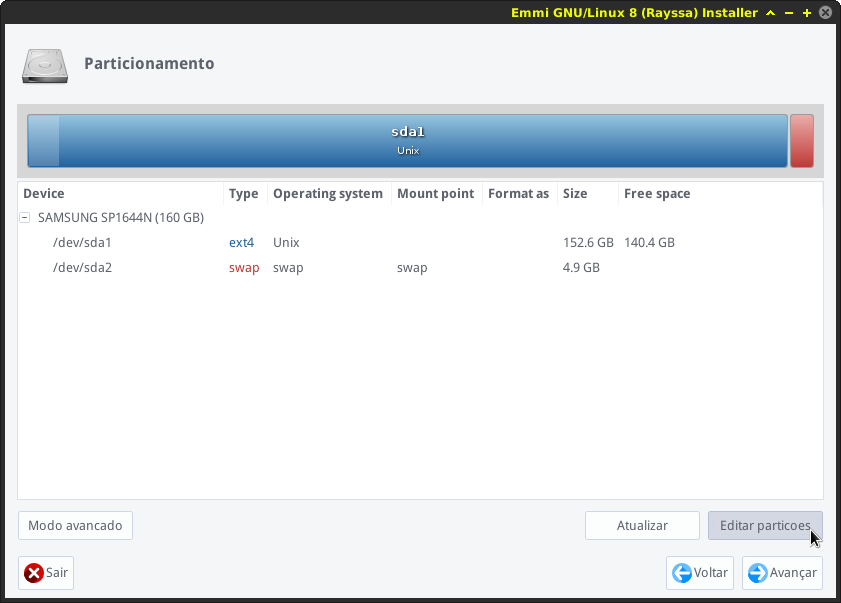 Emmi GNU/Linux 8 (Rayssa) Installer
Particionamento
sda1
Unix
Device Type Operating system Mount point Format as Size Free space
SAMSUNG SP1644N (160 GB)
/dev/sda1 ext4 Unix 152.6 GB 140.4 GB
/dev/sda2 swap swap swap 4.9 GB
Modo avancado Atualizar Editar particoes
Sair Voltar Avançar